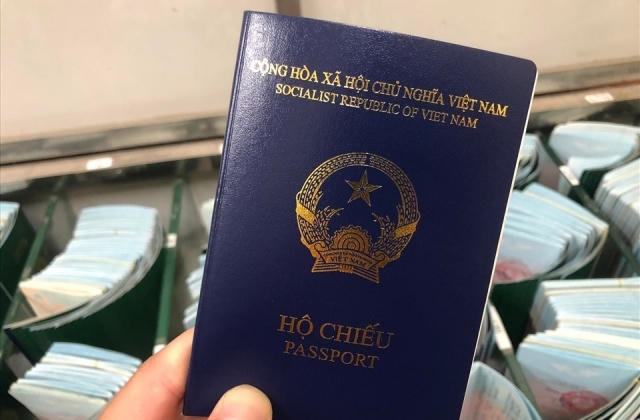 CỘNG HÒA XÃ HỘI CHỦ NGHĨA VIỆT NAM
SOCIALIST REPUBLIC OF VIET NAM
VIỆT NAM
HỘ CHIẾU
PASSPORT